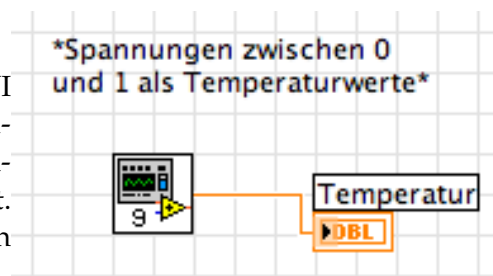 *Spannungen zwischen 0
und 1 als Temperaturwerte*
9
Temperatur
DBL